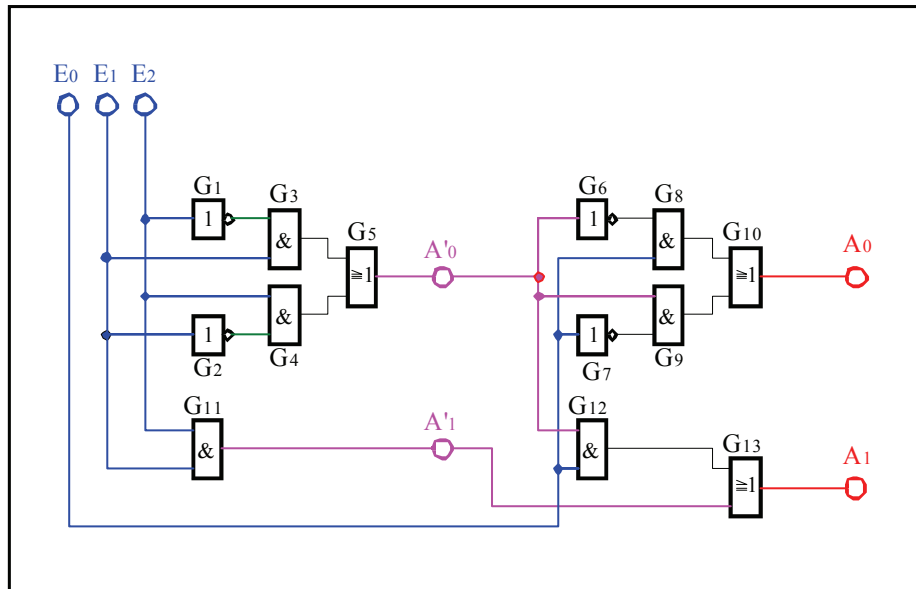 E0 E1 E2
G1 G3 G6 G8
1 & G5 1 & G10
A'0 A0
≧1 ≧1
& &
1 1
G2 G4 G7 G9
G11 G12
& A'1 & G13
A1
≧1